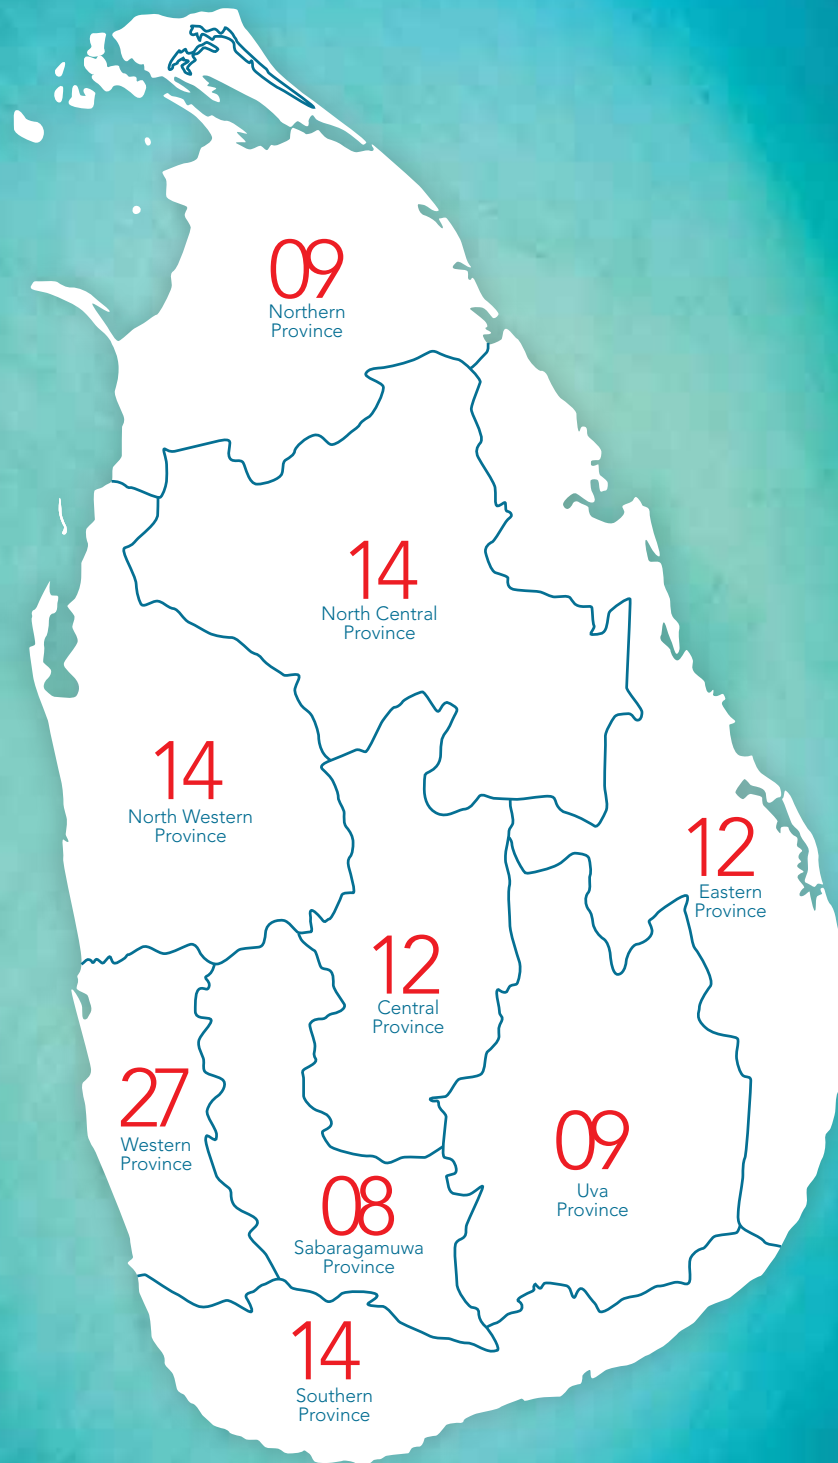 09
Northern
Province
14
North Central
Province
14
North Western
Province
12
Eastern
Province
12
Central
Province
27
Western
Province
09
Uva
Province
08
Sabaragamuwa
Province
14
Southern
Province